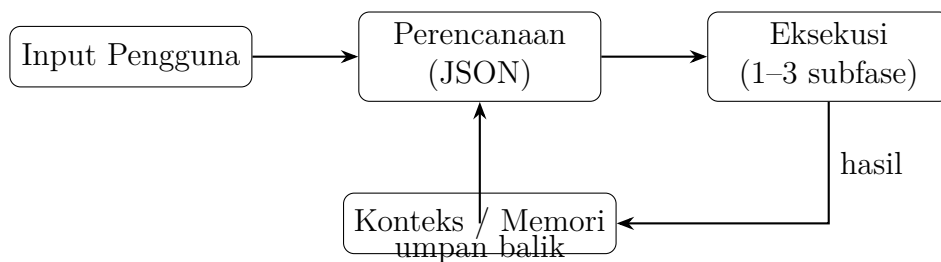 Input Pengguna
Perencanaan
(JSON)
Eksekusi
(1–3 subfase)
hasil
Konteks / Memori
umpan balik